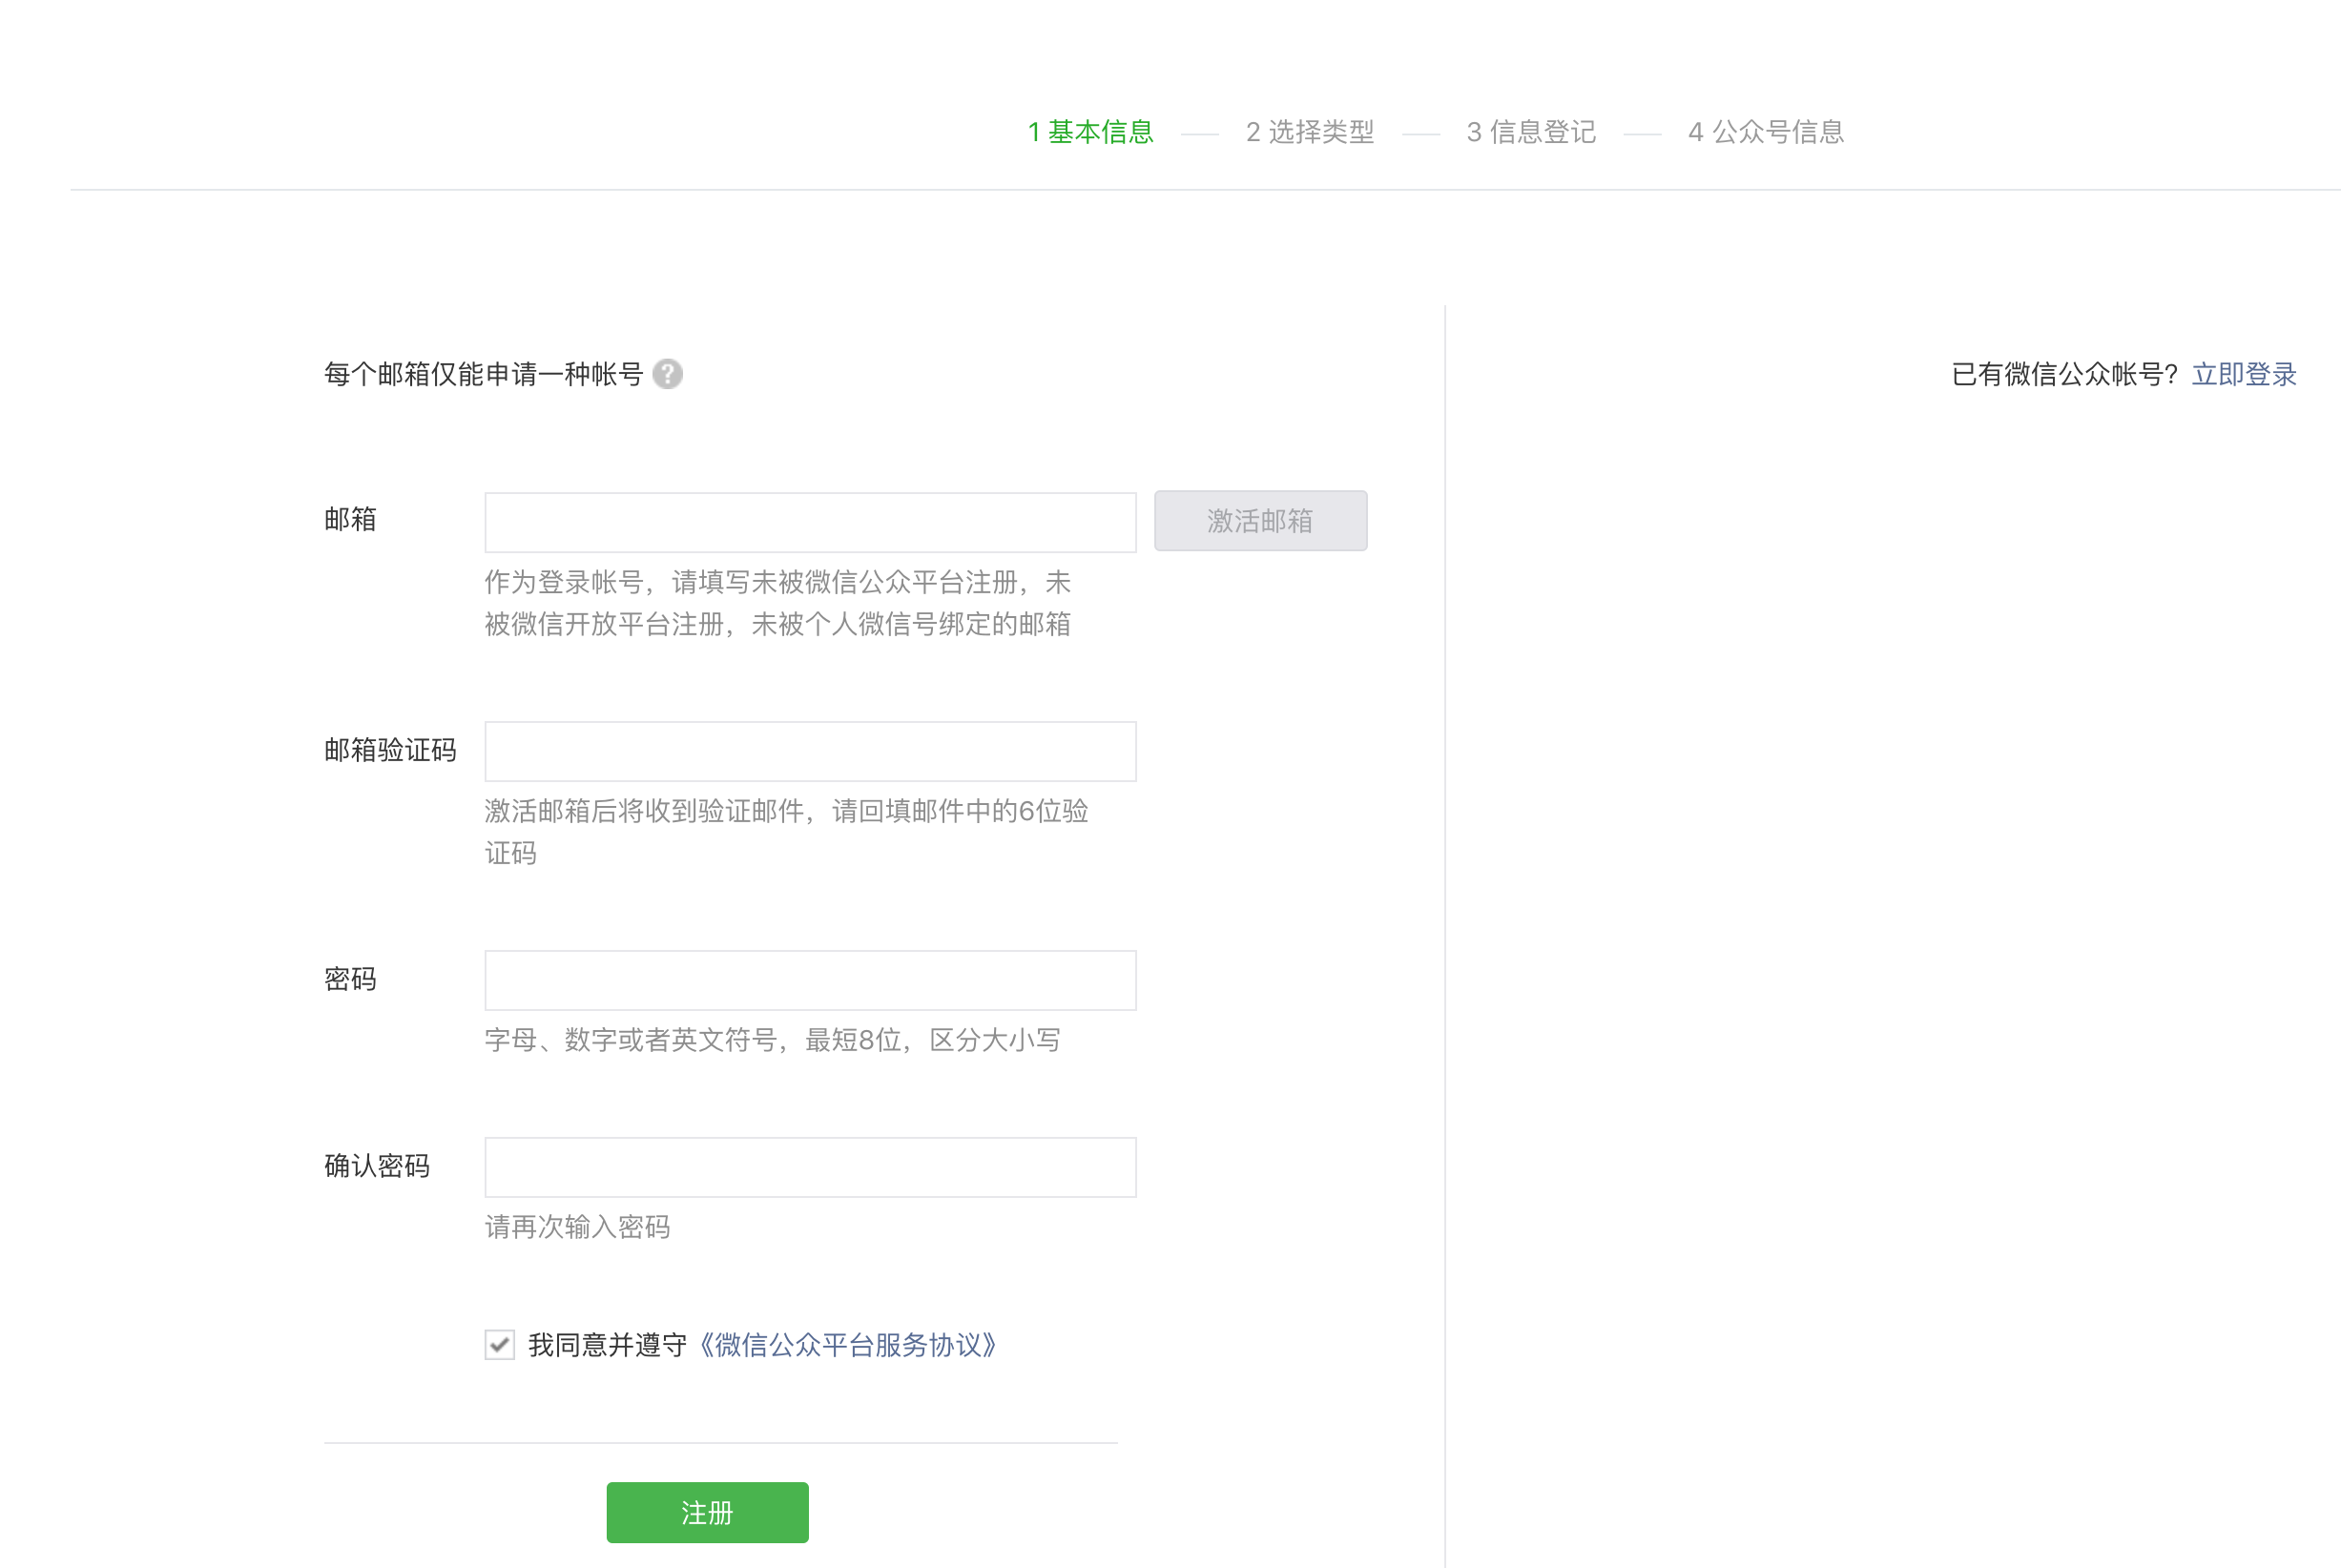 1 基本信息 2 选择类型 3 信息登记 4 公众号信息
每个邮箱仅能申请一种帐号 ?
已有微信公众帐号？立即登录
邮箱
激活邮箱
作为登录帐号，请填写未被微信公众平台注册，未
被微信开放平台注册，未被个人微信号绑定的邮箱
邮箱验证码
激活邮箱后将收到验证邮件，请回填邮件中的6位验
证码
密码
字母、数字或者英文符号，最短8位，区分大小写
确认密码
请再次输入密码
我同意并遵守《微信公众平台服务协议》
注册